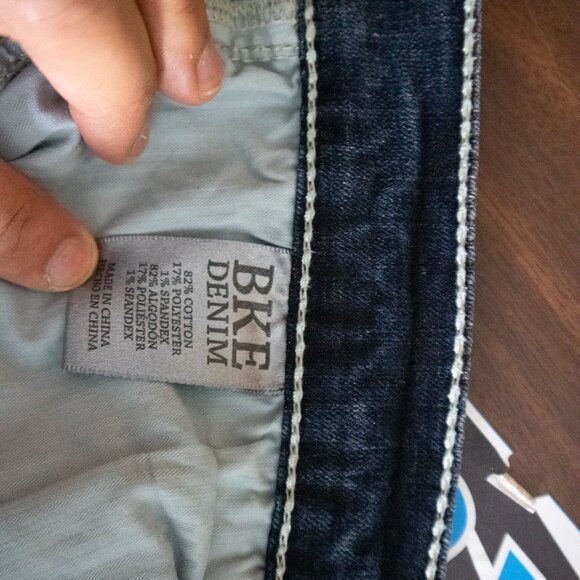 BKE
DENIM
82% COTTON
17% POLYESTER
1% SPANDEX
82% ALGODÓN
17% POLIESTER
1% SPANDEX
MADE IN CHINA
HECHO EN CHINA